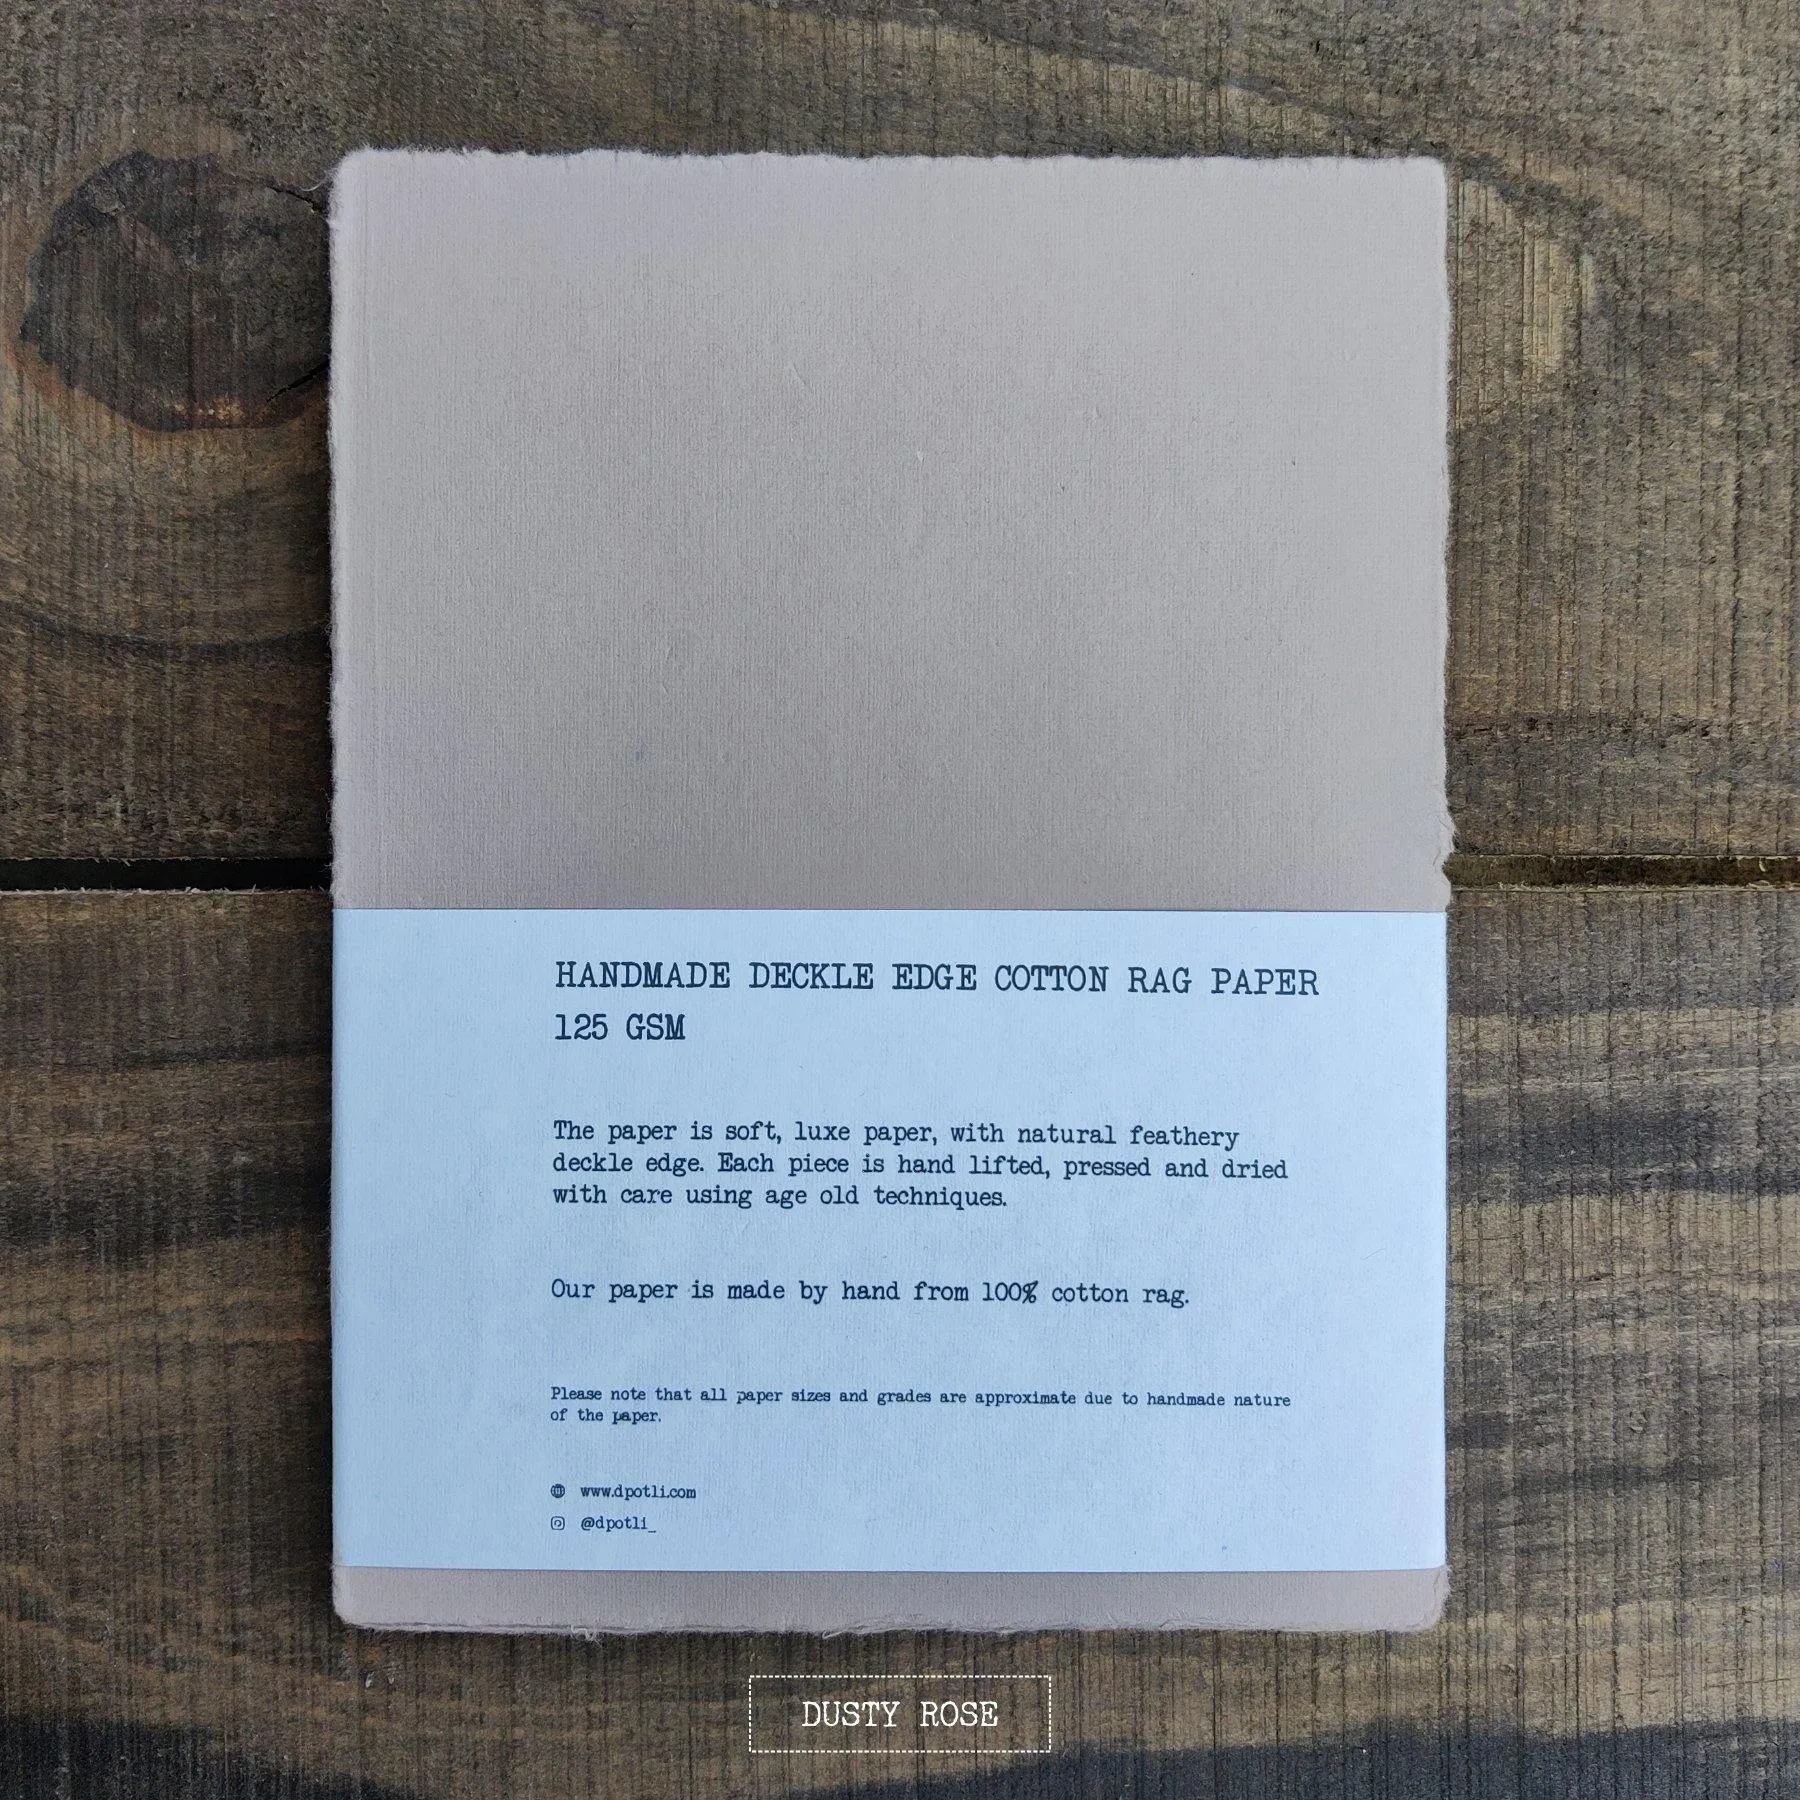 HANDMADE DECKLE EDGE COTTON RAG PAPER
125 GSM
The paper is soft, luxe paper, with natural feathery
deckle edge. Each piece is hand lifted, pressed and dried
with care using age old techniques.
Our paper is made by hand from 100% cotton rag.
Please note that all paper sizes and grades are approximate due to handmade nature
of the paper.
www.dpotli.com
@dpotli_
DUSTY ROSE